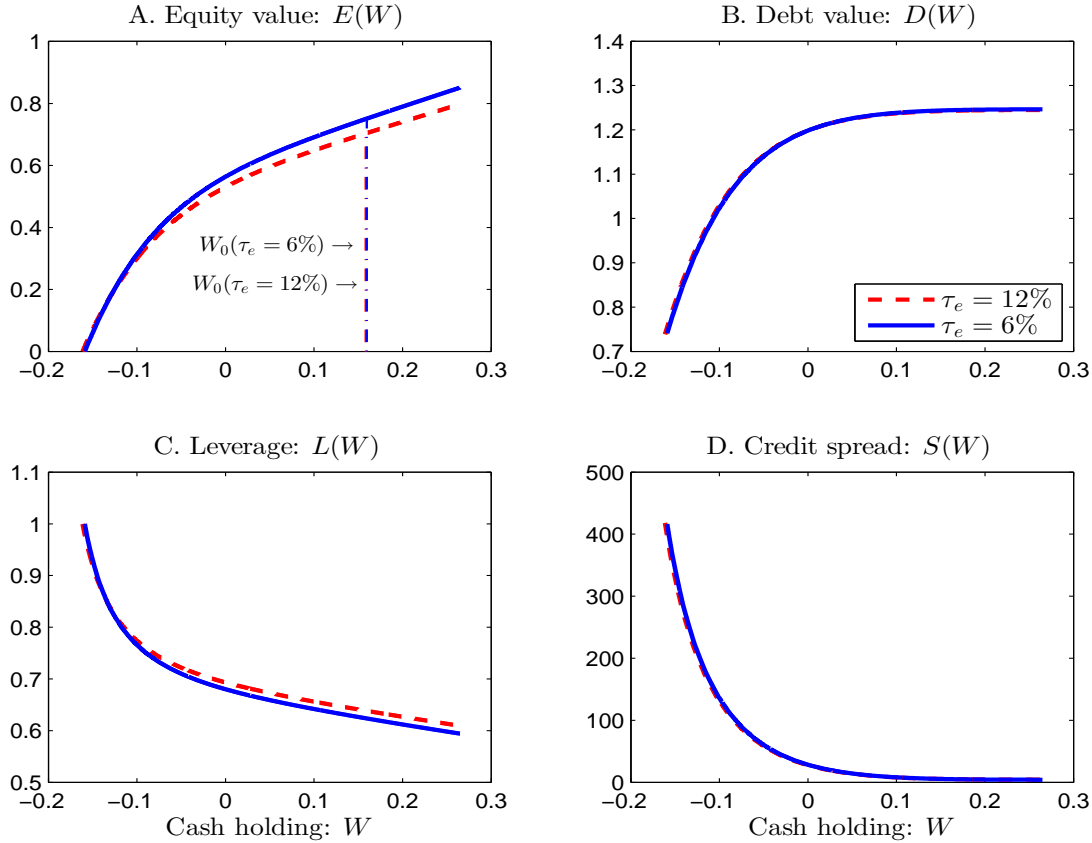 A. Equity value: E(W)
1
0.8
0.6
0.4
0.2
0
−0.2 −0.1 0 0.1 0.2 0.3
W₀(τₑ = 6%) →
W₀(τₑ = 12%) →
B. Debt value: D(W)
1.4
1.3
1.2
1.1
1
0.9
0.8
0.7
−0.2 −0.1 0 0.1 0.2 0.3
τₑ = 12%
τₑ = 6%
C. Leverage: L(W)
1.1
1
0.9
0.8
0.7
0.6
0.5
−0.2 −0.1 0 0.1 0.2 0.3
Cash holding: W
D. Credit spread: S(W)
500
400
300
200
100
0
−0.2 −0.1 0 0.1 0.2 0.3
Cash holding: W